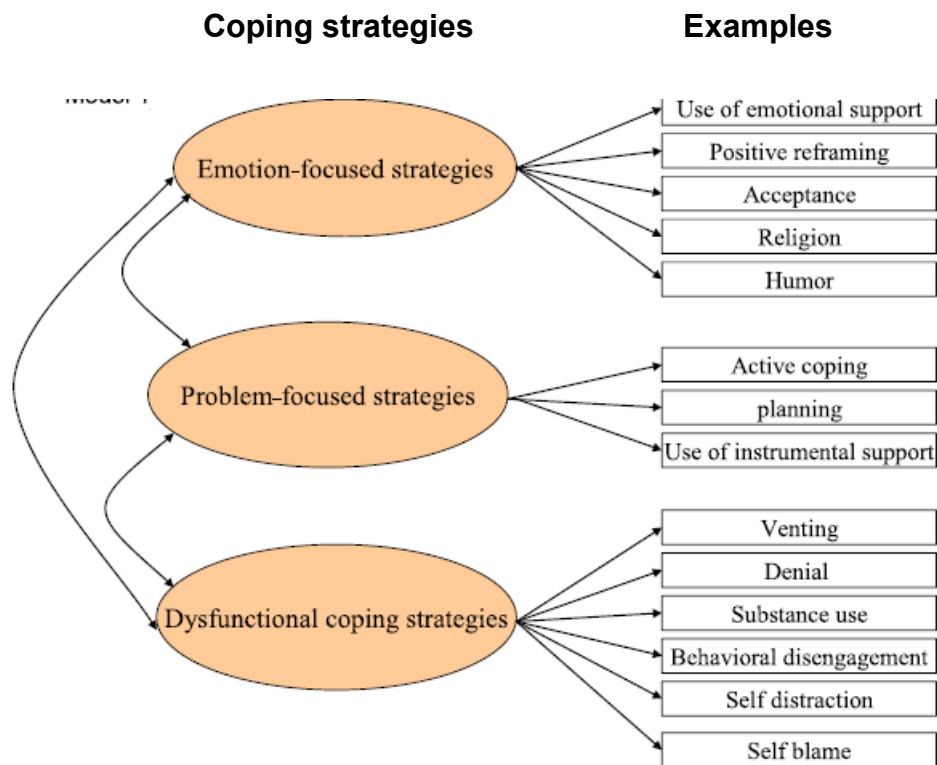 Coping strategies Examples
Use of emotional support
Emotion-focused strategies
Positive reframing
Acceptance
Religion
Humor
Problem-focused strategies
Active coping
planning
Use of instrumental support
Dysfunctional coping strategies
Venting
Denial
Substance use
Behavioral disengagement
Self distraction
Self blame